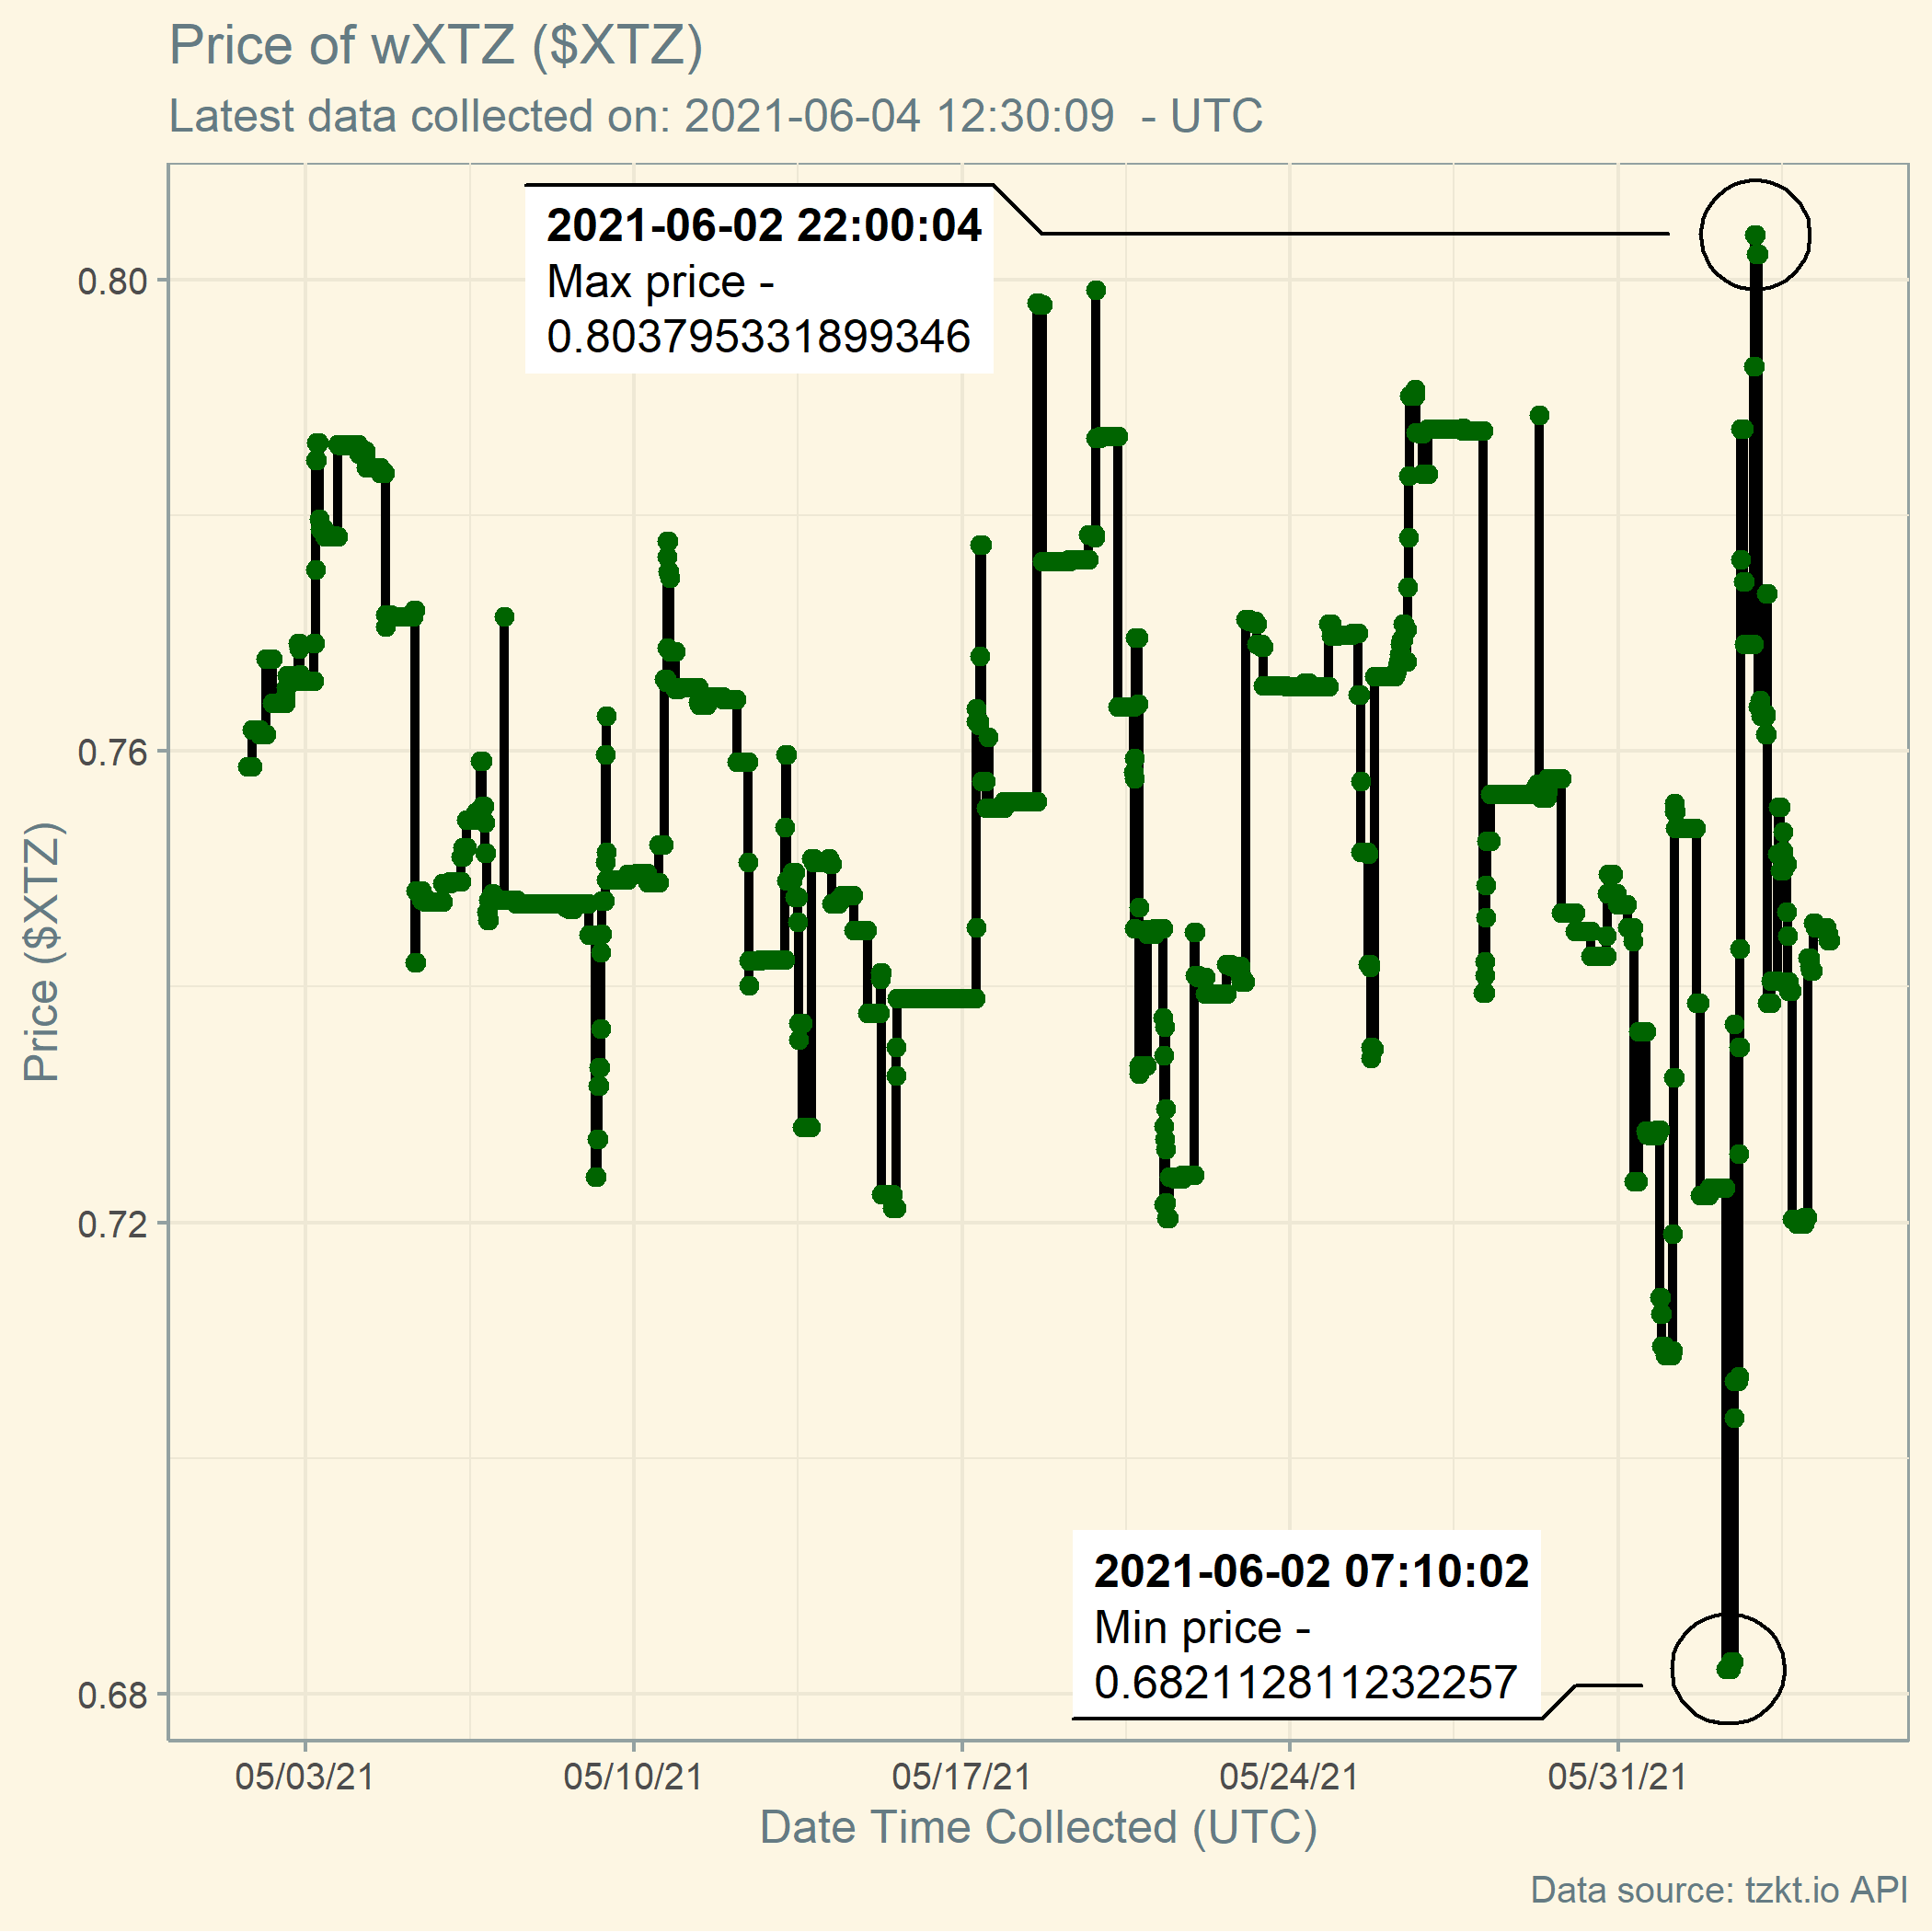 Price of wXTZ ($XTZ)
Latest data collected on: 2021-06-04 12:30:09  - UTC
2021-06-02 22:00:04
Max price -
0.803795331899346
0.80
0.76
0.72
0.68
Price ($XTZ)
2021-06-02 07:10:02
Min price -
0.682112811232257
05/03/21
05/10/21
05/17/21
05/24/21
05/31/21
Date Time Collected (UTC)
Data source: tzkt.io API